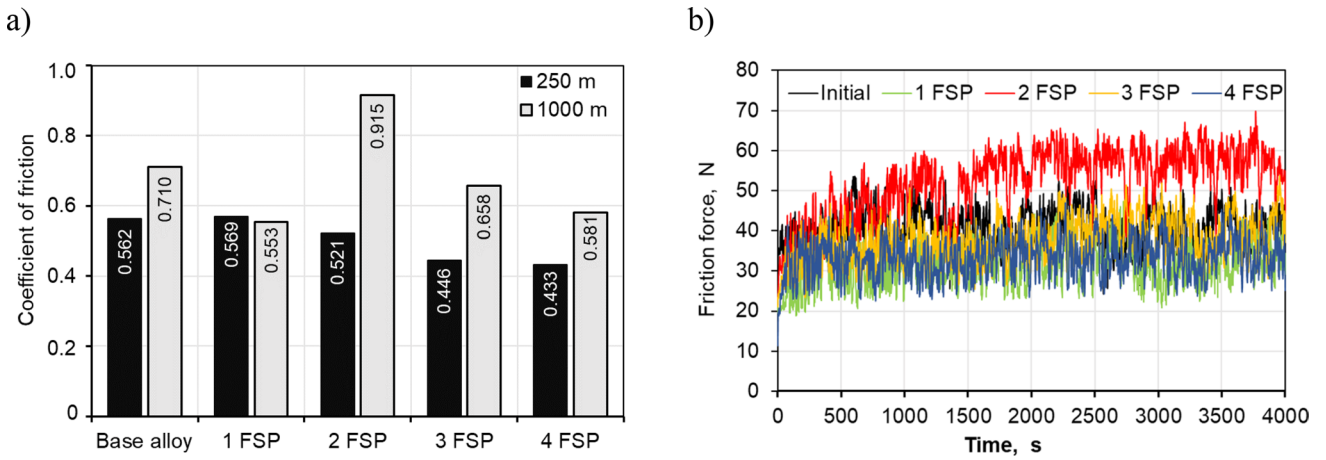 a)
1.0
0.8
0.6
0.4
0.2
0
Coefficient of friction
250 m
1000 m
0.562
0.710
0.569
0.553
0.521
0.915
0.446
0.658
0.433
0.581
Base alloy
1 FSP
2 FSP
3 FSP
4 FSP
b)
80
70
60
50
40
30
20
10
0
Friction force, N
Initial 1 FSP 2 FSP 3 FSP 4 FSP
0 500 1000 1500 2000 2500 3000 3500 4000
Time, s